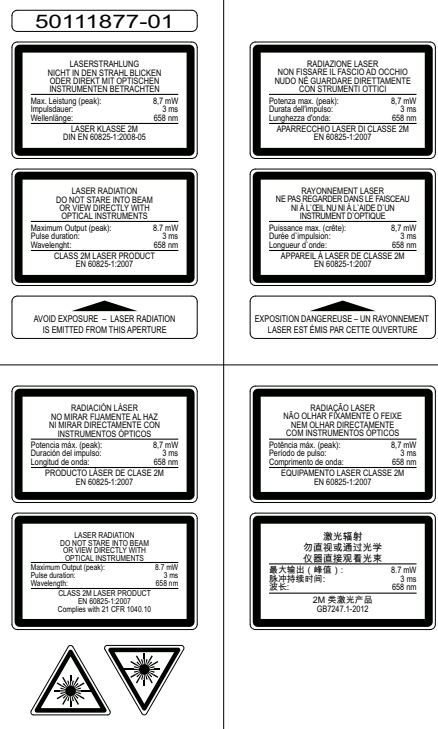 50111877-01
LASERSTRAHLUNG
NICHT IN DEN STRAHL BLICKEN
ODER DIREKT MIT OPTISCHEN
INSTRUMENTEN BETRACHTEN
Max. Leistung (peak): 8,7 mW
Impulsdauer: 3 ms
Wellenlänge: 658 nm
LASER KLASSE 2M
DIN EN 60825-1:2008-05
LASER RADIATION
DO NOT STARE INTO BEAM
OR VIEW DIRECTLY WITH
OPTICAL INSTRUMENTS
Maximum Output (peak): 8.7 mW
Pulse duration: 3 ms
Wavelenght: 658 nm
CLASS 2M LASER PRODUCT
EN 60825-1:2007
AVOID EXPOSURE – LASER RADIATION
IS EMITTED FROM THIS APERTURE
RADIAZIONE LASER
NON FISSARE IL FASCIO AD OCCHIO
NUDO NÉ GUARDARE DIRETTAMENTE
CON STRUMENTI OTTICI
Potenza max. (peak): 8,7 mW
Durata dell'impulso: 3 ms
Lunghezza d'onda: 658 nm
APARRECCHIO LASER DI CLASSE 2M
EN 60825-1:2007
RAYONNEMENT LASER
NE PAS REGARDER DANS LE FAISCEAU
NI À L´ŒIL NU NI À L´AIDE D´UN
INSTRUMENT D'OPTIQUE
Puissance max. (crête): 8,7 mW
Durée d´impulsion: 3 ms
Longueur d´onde: 658 nm
APPAREIL À LASER DE CLASSE 2M
EN 60825-1:2007
EXPOSITION DANGEREUSE – UN RAYONNEMENT
LASER EST ÉMIS PAR CETTE OUVERTURE
RADIACIÓN LÁSER
NO MIRAR FIJAMENTE AL HAZ
NI MIRAR DIRECTAMENTE CON
INSTRUMENTOS ÓPTICOS
Potencia máx. (peak): 8,7 mW
Duración del impulso: 3 ms
Longitud de onda: 658 nm
PRODUCTO LÁSER DE CLASE 2M
EN 60825-1:2007
LASER RADIATION
DO NOT STARE INTO BEAM
OR VIEW DIRECTLY WITH
OPTICAL INSTRUMENTS
Maximum Output (peak): 8.7 mW
Pulse duration: 3 ms
Wavelength: 658 nm
CLASS 2M LASER PRODUCT
EN 60825-1:2007
Complies with 21 CFR 1040.10
RADIAÇÃO LASER
NÃO OLHAR FIXAMENTE O FEIXE
NEM OLHAR DIRECTAMENTE
COM INSTRUMENTOS ÓPTICOS
Potência máx. (peak): 8,7 mW
Período de pulso: 3 ms
Comprimento de onda: 658 nm
EQUIPAMENTO LASER CLASSE 2M
EN 60825-1:2007
激光辐射
勿直视或通过光学
仪器直接观看光束
最大输出(峰值): 8.7 mW
脉冲持续时间: 3 ms
波长: 658 nm
2M 类激光产品
GB7247.1-2012